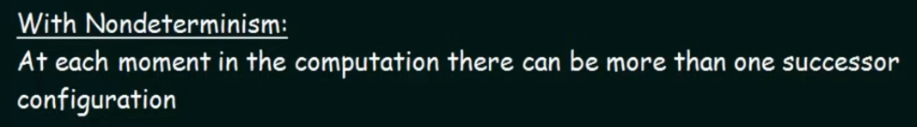 With Nondeterminism:
At each moment in the computation there can be more than one successor
configuration